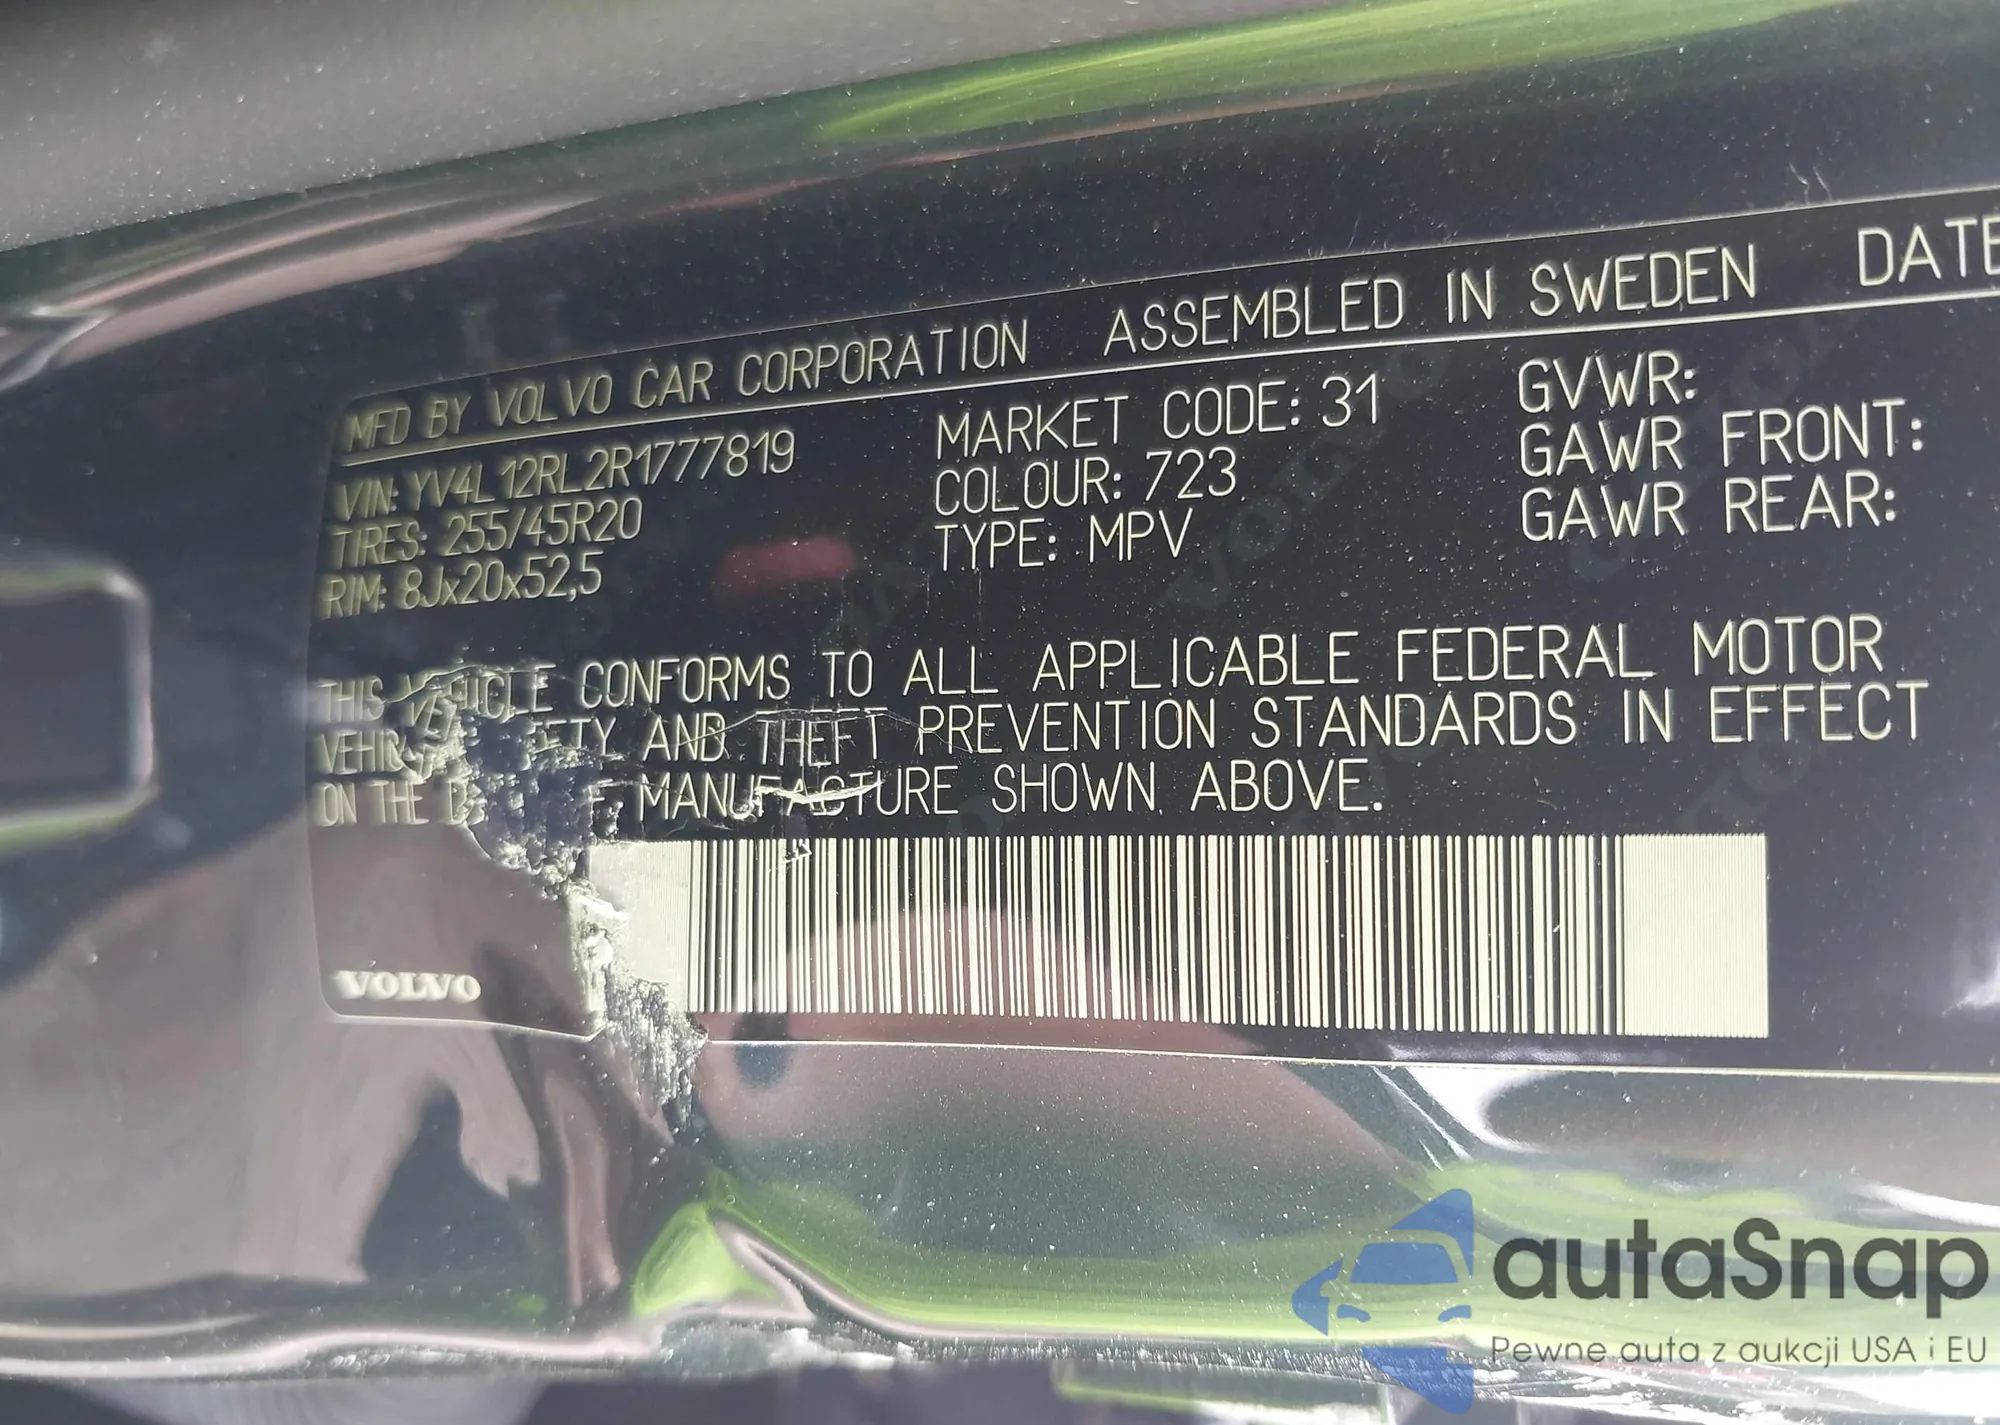 MFD BY VOLVO CAR CORPORATION ASSEMBLED IN SWEDEN DATE
VIN: YV4L12RL2R1777819 MARKET CODE: 31 GVWR:
TIRES: 255/45R20 COLOUR: 723 GAWR FRONT:
RIM: 8Jx20x52,5 TYPE: MPV GAWR REAR:
THIS VEHICLE CONFORMS TO ALL APPLICABLE FEDERAL MOTOR
AND THEFT PREVENTION STANDARDS IN EFFECT
ON THE MANUFACTURE SHOWN ABOVE.
VOLVO
autaSnap
Pewne auta z aukcji USA i EU